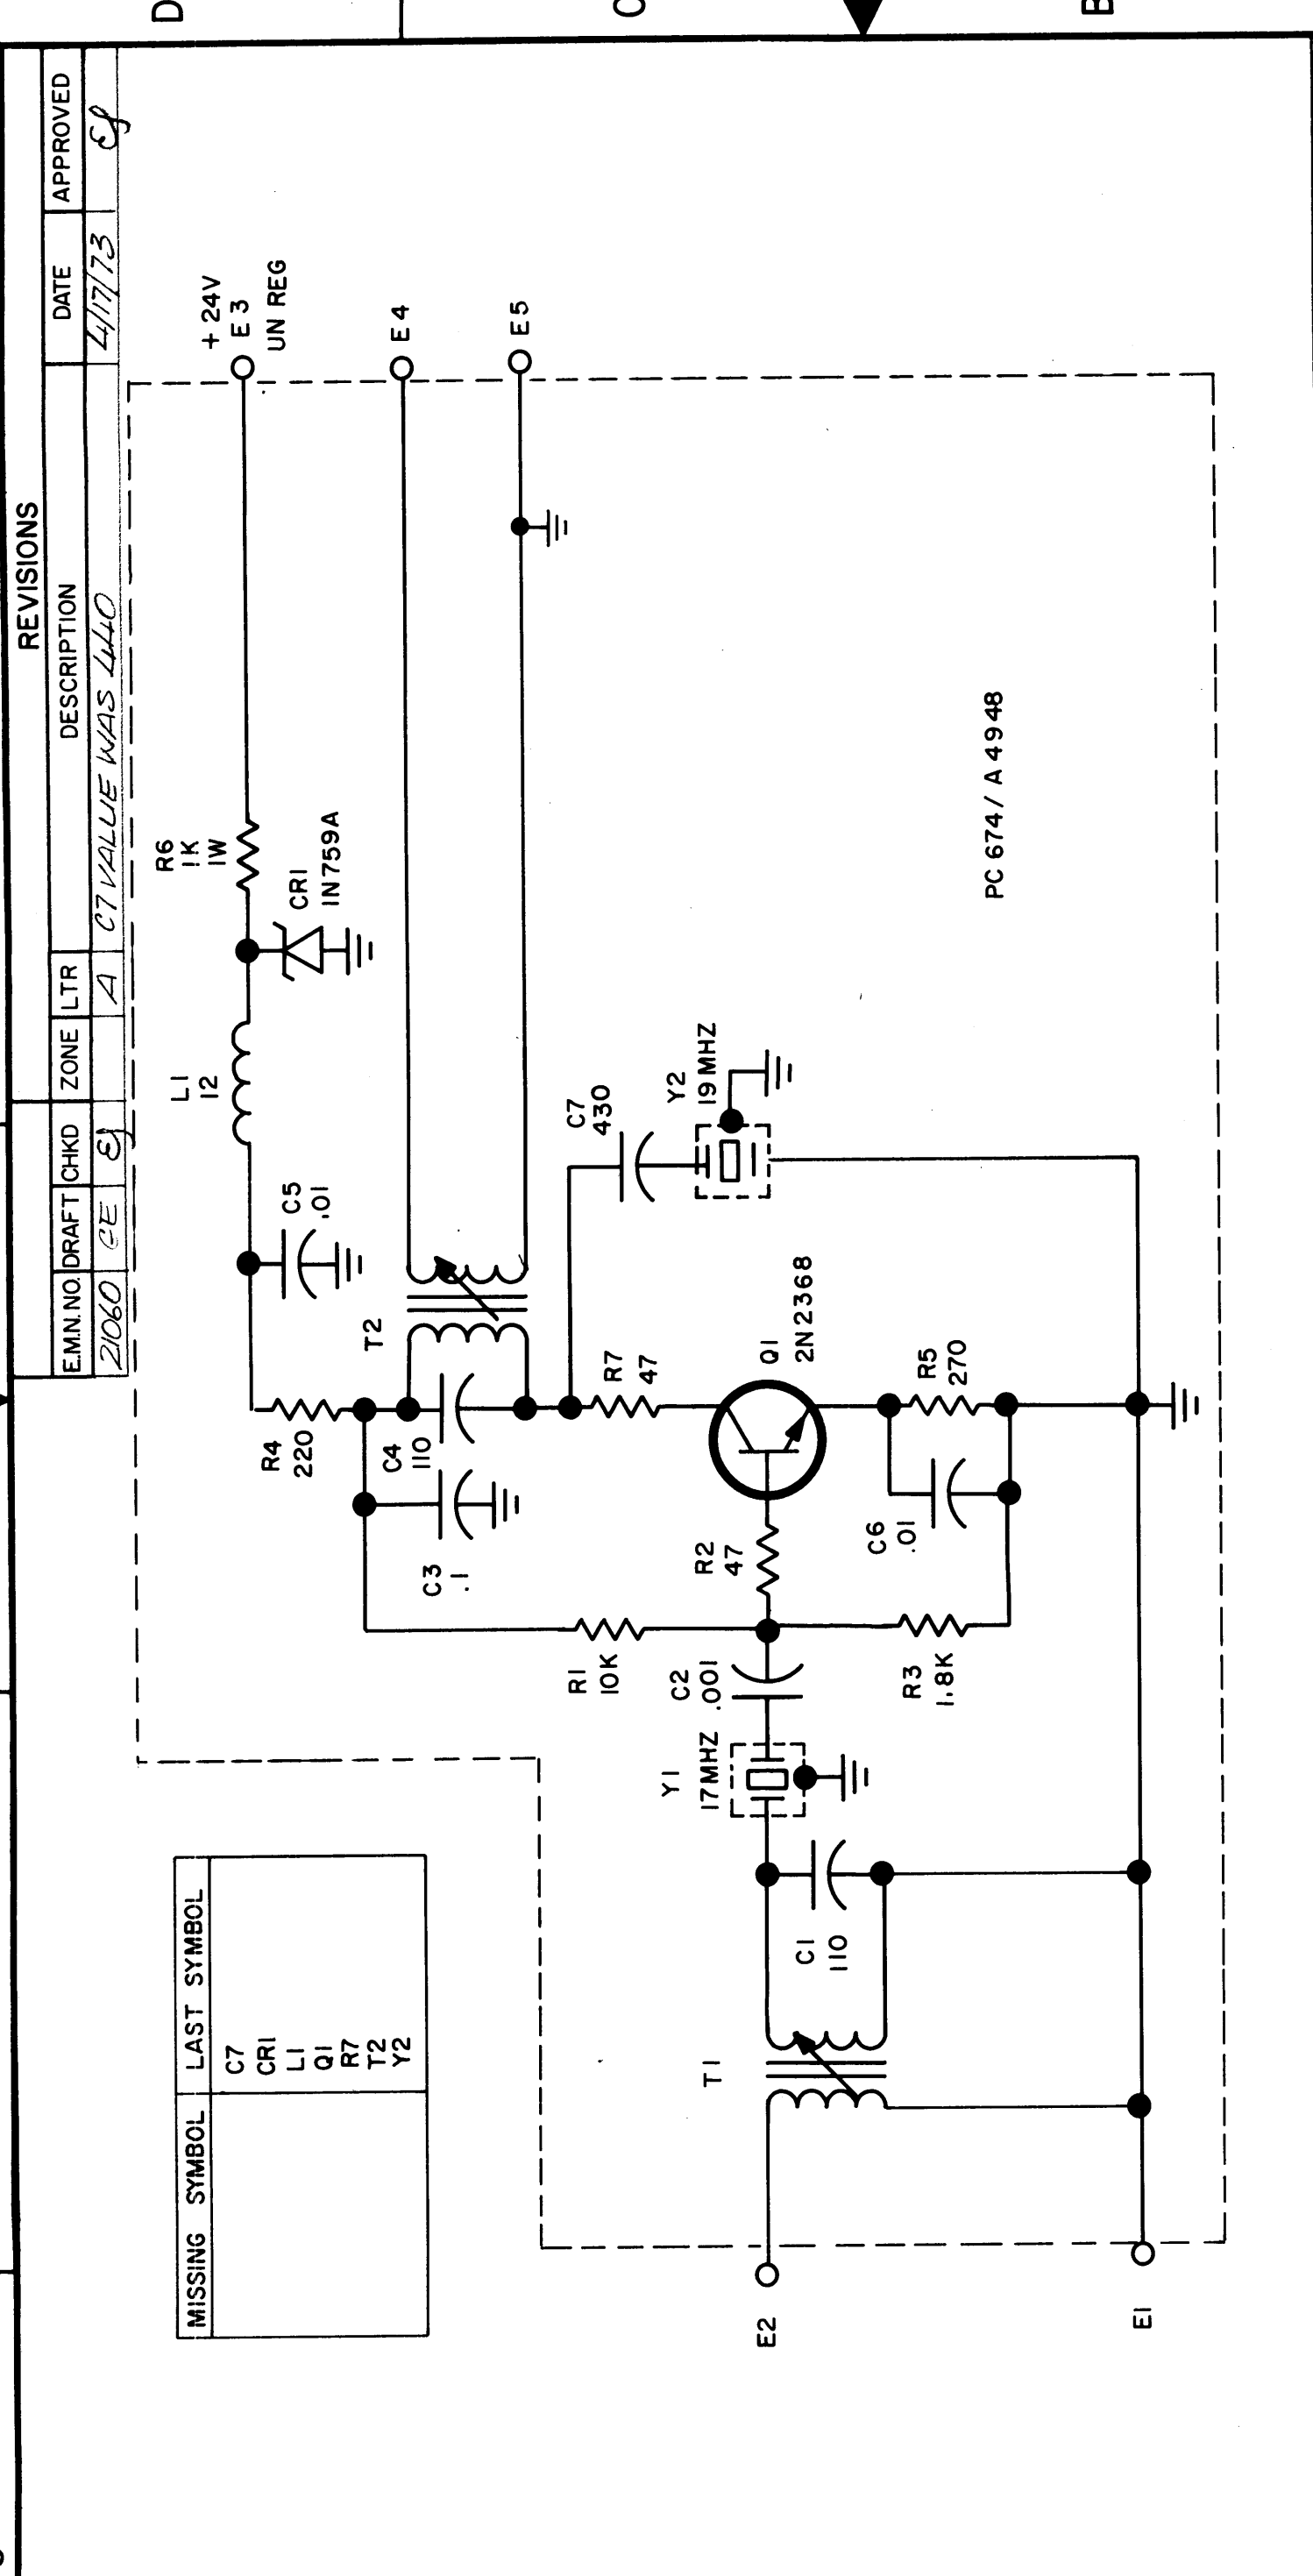 REVISIONS
E.M.N. NO. DRAFT CHKD ZONE LTR DESCRIPTION DATE APPROVED
21060 A C7 VALUE WAS 440 4/17/73
D
C
B
MISSING SYMBOL LAST SYMBOL
C7
CR1
L1
Q1
R7
T2
Y2
+24V
E3
UN REG
E4
E5
R6
1K
1W
CR1
1N759A
L1
12
C5
.01
T2
R4
220
C4
110
C3
.1
C7
430
Y2
19 MHZ
R7
47
Q1
2N2368
R2
47
R5
270
C6
.01
R1
10K
C2
.001
R3
1.8K
Y1
17MHZ
C1
110
T1
E2
E1
PC 674/A 4948